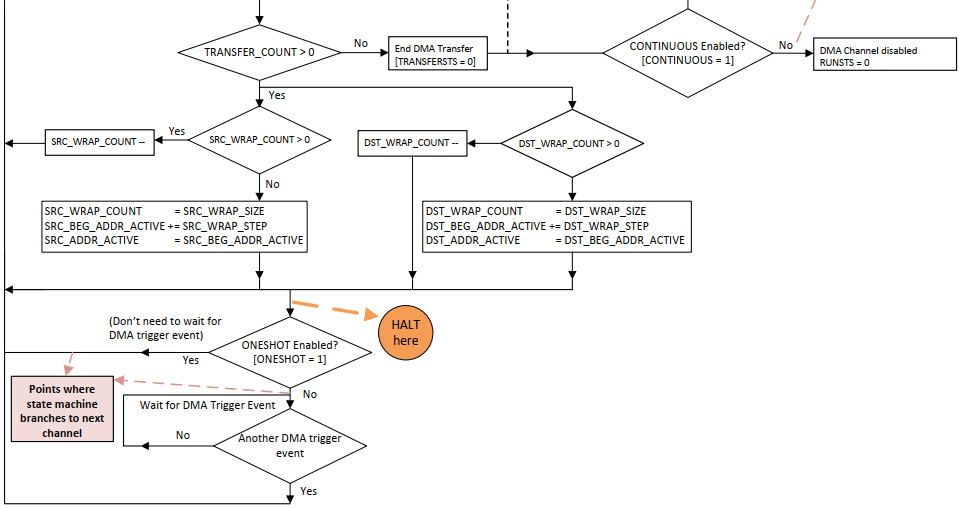 TRANSFER_COUNT > 0
No
End DMA Transfer
[TRANSFERSTS = 0]
CONTINUOUS Enabled?
[CONTINUOUS = 1]
No
DMA Channel disabled
RUNSTS = 0
Yes
SRC_WRAP_COUNT --
Yes
SRC_WRAP_COUNT > 0
DST_WRAP_COUNT --
DST_WRAP_COUNT > 0
No
SRC_WRAP_COUNT = SRC_WRAP_SIZE
SRC_BEG_ADDR_ACTIVE += SRC_WRAP_STEP
SRC_ADDR_ACTIVE = SRC_BEG_ADDR_ACTIVE
DST_WRAP_COUNT = DST_WRAP_SIZE
DST_BEG_ADDR_ACTIVE += DST_WRAP_STEP
DST_ADDR_ACTIVE = DST_BEG_ADDR_ACTIVE
(Don't need to wait for
DMA trigger event)
HALT
here
ONESHOT Enabled?
[ONESHOT = 1]
Yes
No
Points where
state machine
branches to next
channel
Wait for DMA Trigger Event
No
Another DMA trigger
event
Yes